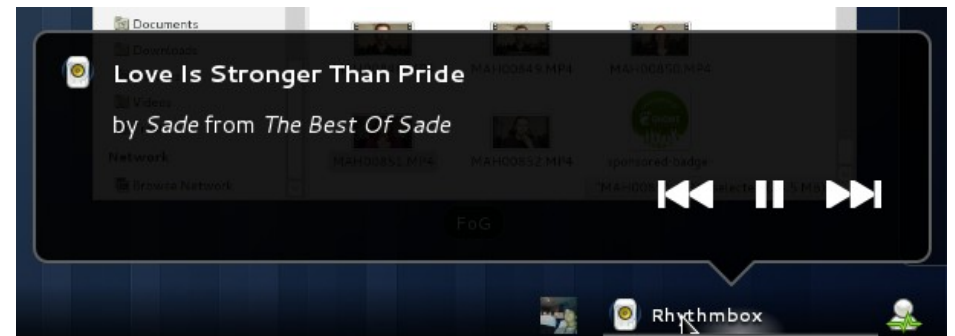 Documents
Downloads
MAH00849.MP4
MAH00850.MP4
Love Is Stronger Than Pride
Videos
by Sade from The Best Of Sade
Network
MAH00851.MP4
MAH00852.MP4
sponsored-badge
Browse Network
FoG
Rhythmbox